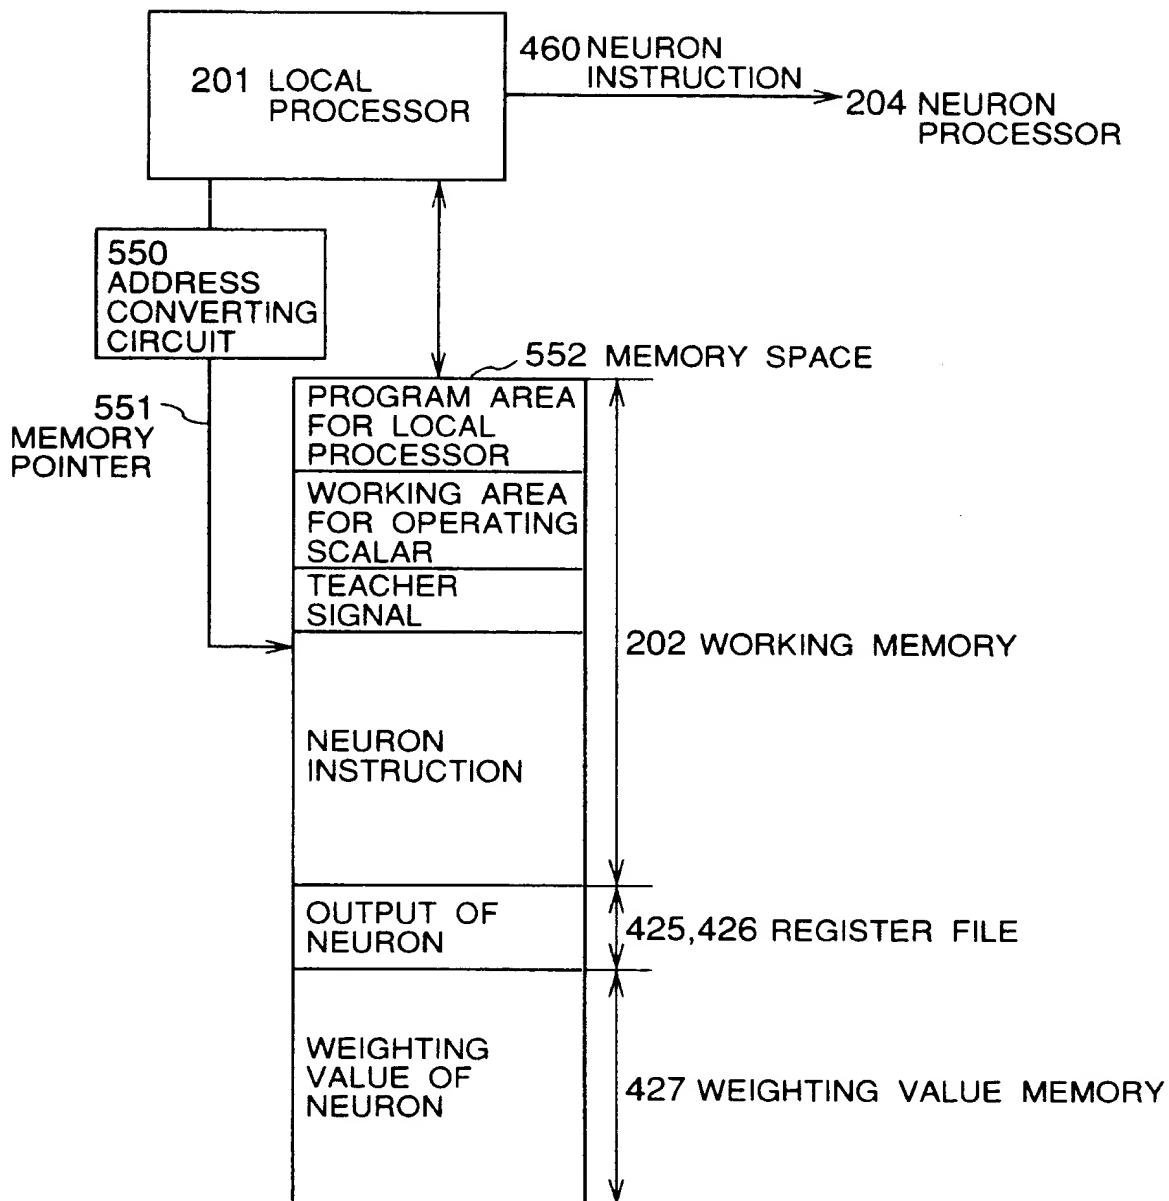 201 LOCAL
PROCESSOR
460 NEURON
INSTRUCTION
204 NEURON
PROCESSOR
550
ADDRESS
CONVERTING
CIRCUIT
552 MEMORY SPACE
551
MEMORY
POINTER
PROGRAM AREA
FOR LOCAL
PROCESSOR
WORKING AREA
FOR OPERATING
SCALAR
TEACHER
SIGNAL
202 WORKING MEMORY
NEURON
INSTRUCTION
OUTPUT OF
NEURON
425,426 REGISTER FILE
WEIGHTING
VALUE OF
NEURON
427 WEIGHTING VALUE MEMORY